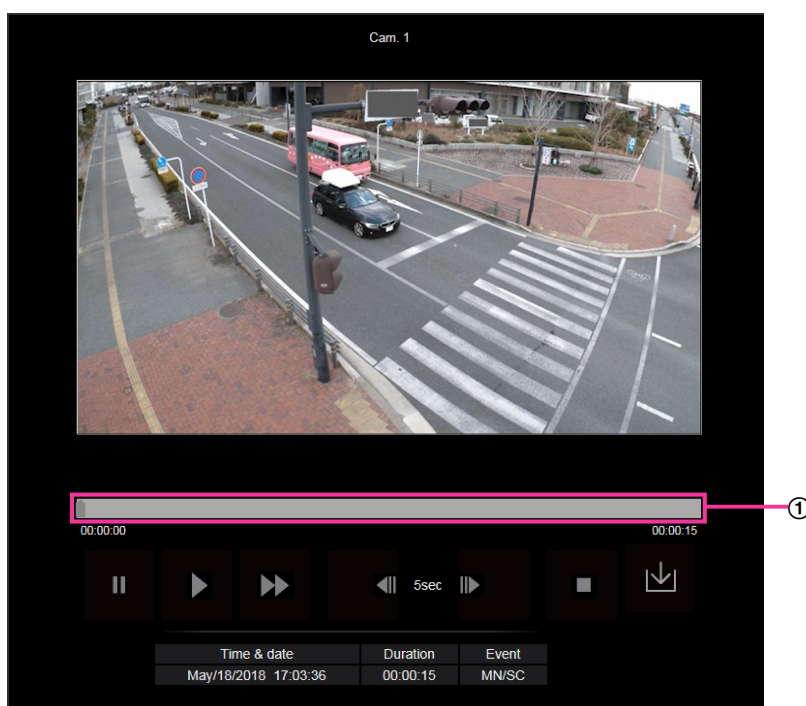 Cam. 1
①
00:00:00 00:00:15
5sec
Time & date Duration Event
May/18/2018 17:03:36 00:00:15 MN/SC